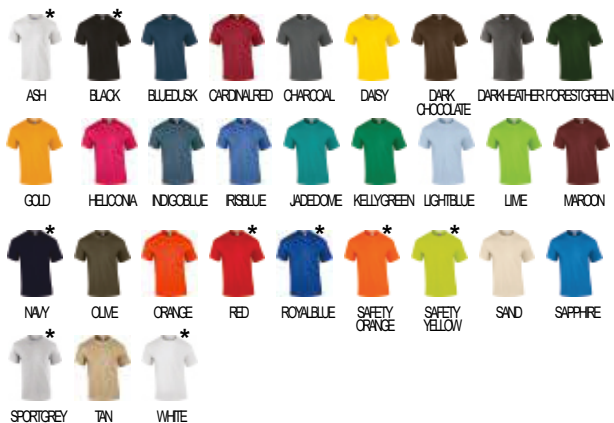 * *
ASH BLACK BLUEDUSK CARDINALRED CHARCOAL DAISY DARK CHOCOLATE DARKHEATHER FORESTGREEN
GOLD HELICONIA INDIGOBLUE IRISBLUE JADEDOME KELLYGREEN LIGHTBLUE LIME MAROON
* * * * *
NAVY OLIVE ORANGE RED ROYALBLUE SAFETY ORANGE SAFETY YELLOW SAND SAPPHIRE
* *
SPORTGREY TAN WHITE